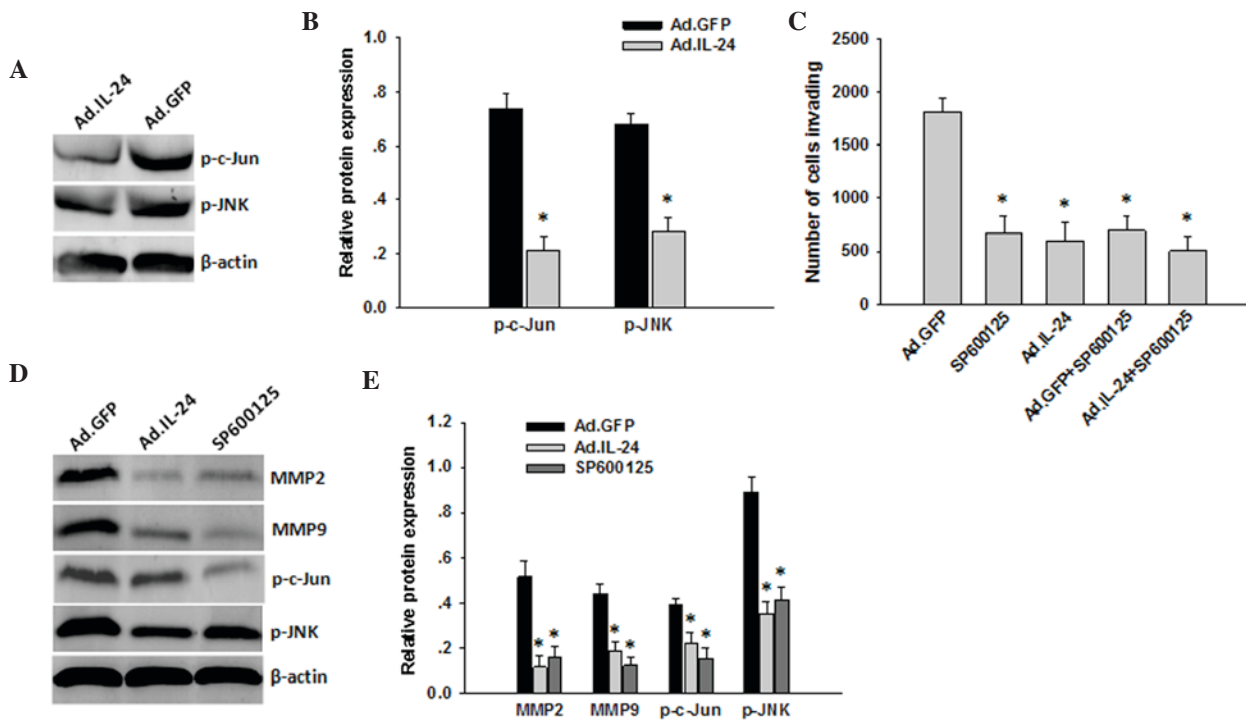 A
Ad.IL-24
Ad.GFP
p-c-Jun
p-JNK
β-actin
B
Ad.GFP
Ad.IL-24
Relative protein expression
1.0
.8
.6
.4
.2
0.0
*
*
p-c-Jun
p-JNK
C
Number of cells invading
2500
2000
1500
1000
500
0
*
*
*
*
Ad.GFP
SP600125
Ad.IL-24
Ad.GFP+SP600125
Ad.IL-24+SP600125
D
Ad.GFP
Ad.IL-24
SP600125
MMP2
MMP9
p-c-Jun
p-JNK
β-actin
E
Ad.GFP
Ad.IL-24
SP600125
Relative protein expression
1.2
1.0
.8
.6
.4
.2
0.0
*
*
*
*
*
*
*
*
MMP2
MMP9
p-c-Jun
p-JNK